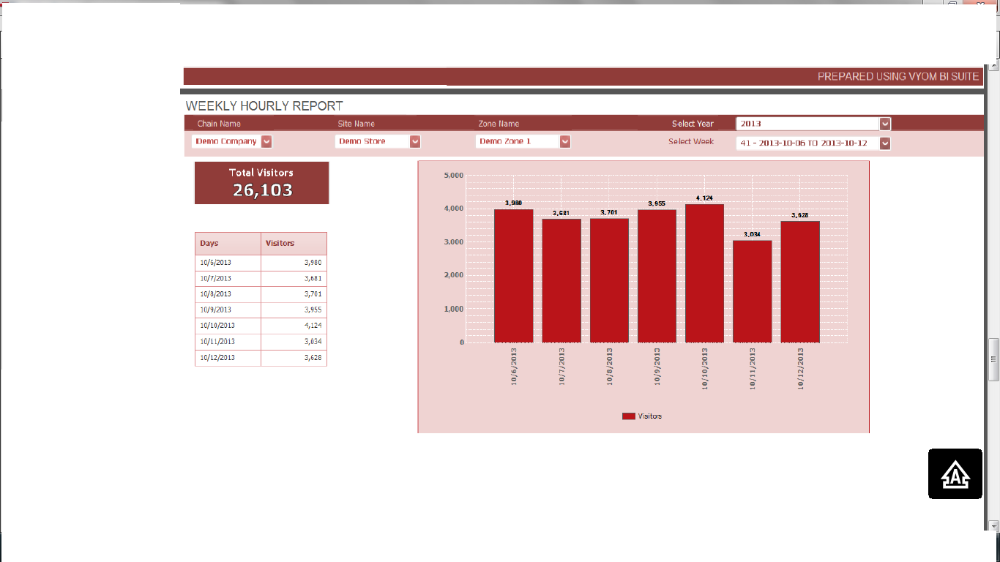 PREPARED USING VYOM BI SUITE
WEEKLY HOURLY REPORT
Chain Name Site Name Zone Name Select Year 2013
Demo Company Demo Store Demo Zone 1 Select Week 41 - 2013-10-06 TO 2013-10-12
Total Visitors
26,103
Days Visitors
10/6/2013 3,980
10/7/2013 3,681
10/8/2013 3,701
10/9/2013 3,955
10/10/2013 4,124
10/11/2013 3,034
10/12/2013 3,628
5,000
4,000
3,000
2,000
1,000
0
3,980 3,681 3,701 3,955 4,124 3,034 3,628
10/6/2013 10/7/2013 10/8/2013 10/9/2013 10/10/2013 10/11/2013 10/12/2013
Visitors
A